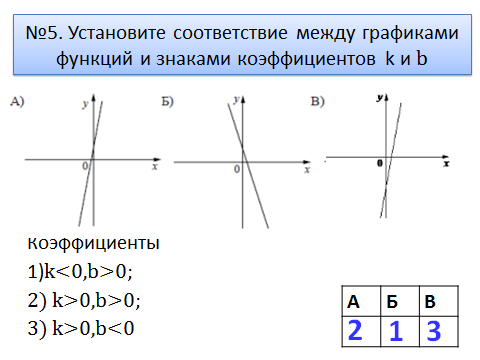 №5. Установите соответствие между графиками
функций и знаками коэффициентов k и b
А) y 0 x Б) y 0 x В) y 0 x
Коэффициенты
1)k<0,b>0;
2) k>0,b>0;
3) k>0,b<0
А Б В
2 1 3